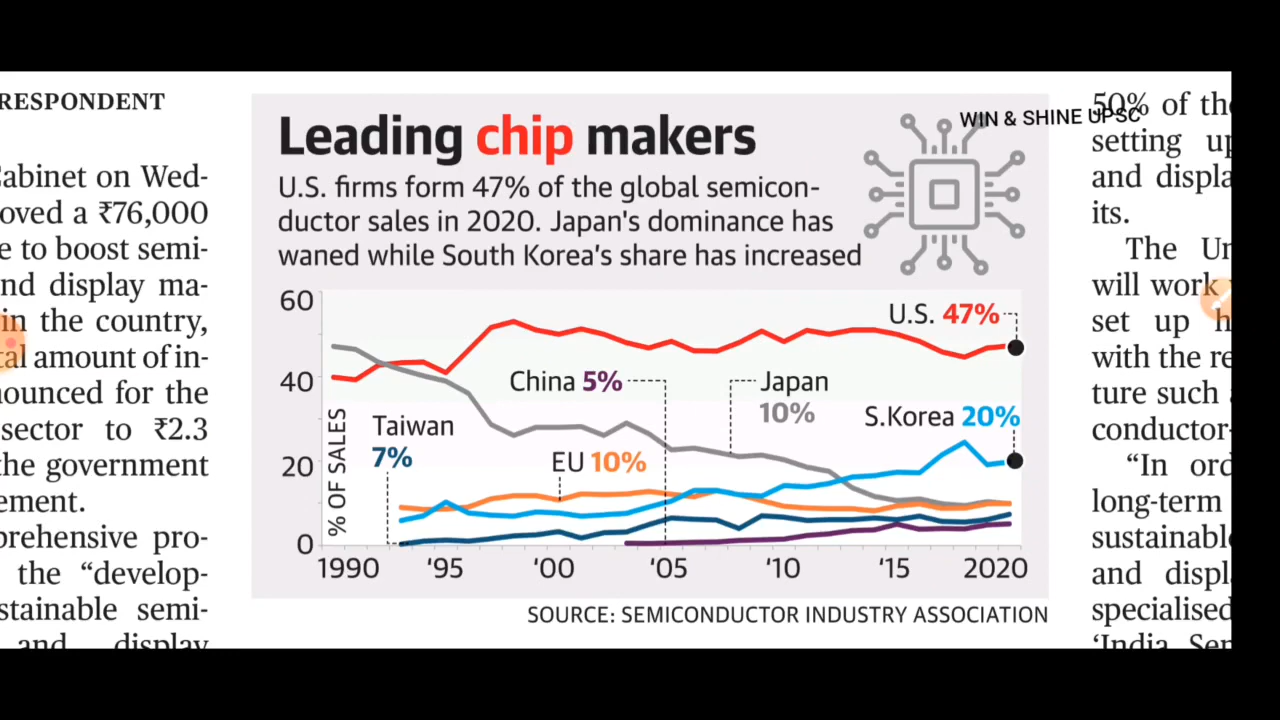 RESPONDENT
Cabinet on Wed-
oved a ₹76,000
e to boost semi-
nd display ma-
in the country,
tal amount of in-
nounced for the
sector to ₹2.3
the government
ement.
prehensive pro-
the “develop-
stainable semi-
and display
Leading chip makers
U.S. firms form 47% of the global semicon-
ductor sales in 2020. Japan's dominance has
waned while South Korea's share has increased
60
40
20
0
% OF SALES
U.S. 47%
China 5%
Japan
10%
S.Korea 20%
Taiwan
7%
EU 10%
1990 '95 '00 '05 '10 '15 2020
SOURCE: SEMICONDUCTOR INDUSTRY ASSOCIATION
WIN & SHINE UPSC
50% of the
setting up
and displa
its.
The Un
will work
set up h
with the re
ture such
conductor-
“In ord
long-term
sustainable
and displ
specialised
‘India Sem